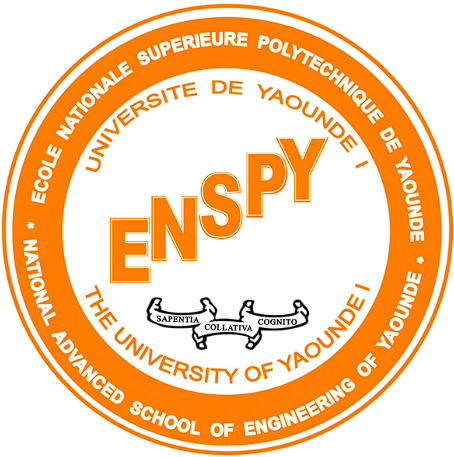 ECOLE NATIONALE SUPERIEURE POLYTECHNIQUE DE YAOUNDE
UNIVERSITE DE YAOUNDE I
ENSPY
SAPENTIA COLLATIVA COGNITO
THE UNIVERSITY OF YAOUNDE I
* NATIONAL ADVANCED SCHOOL OF ENGINEERING OF YAOUNDE *